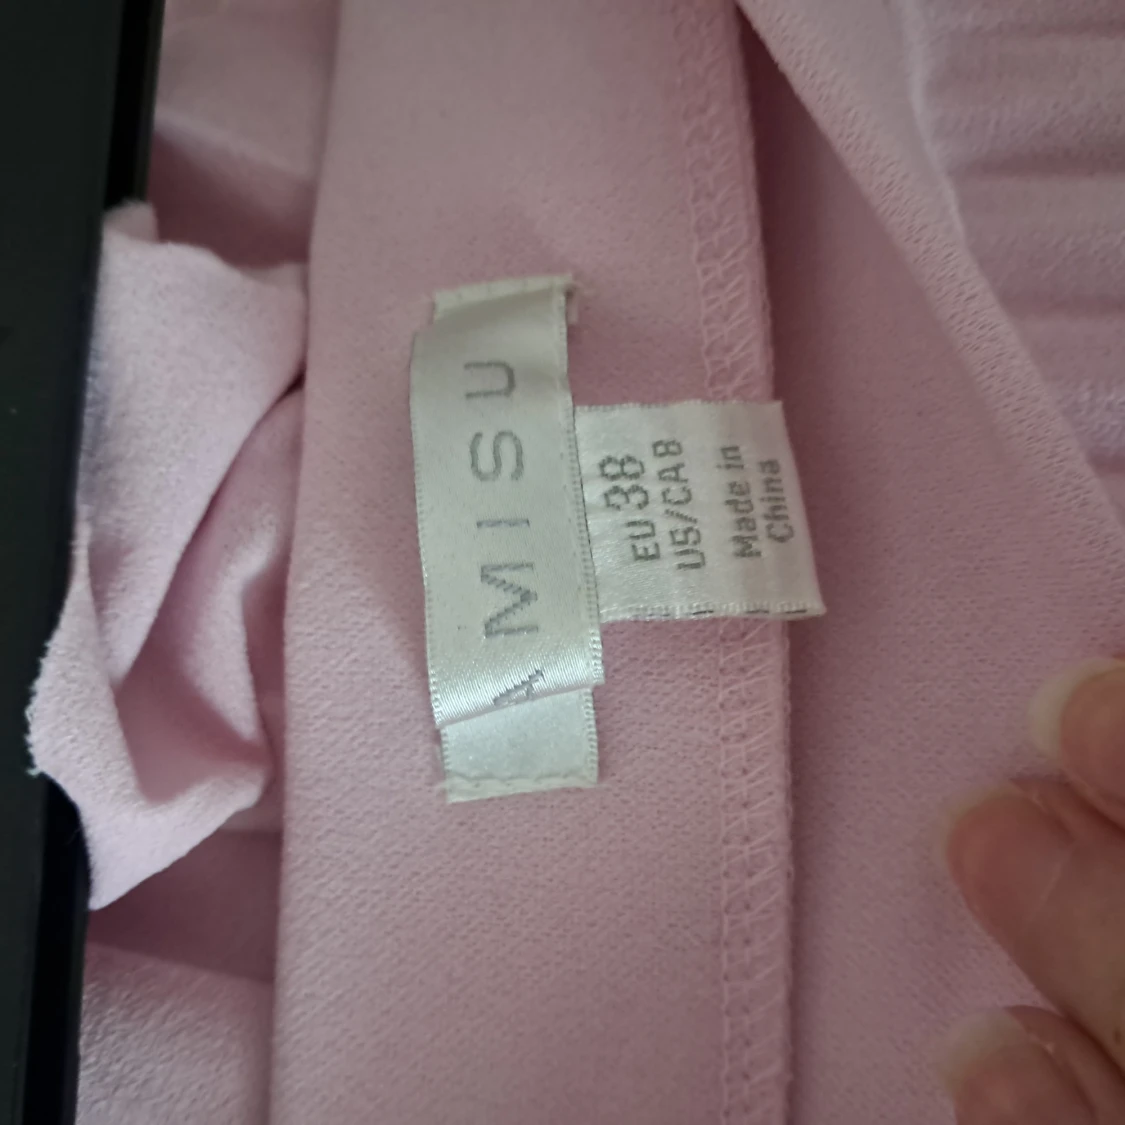 MISU
A
EU 38
US/CA 8
Made in
China